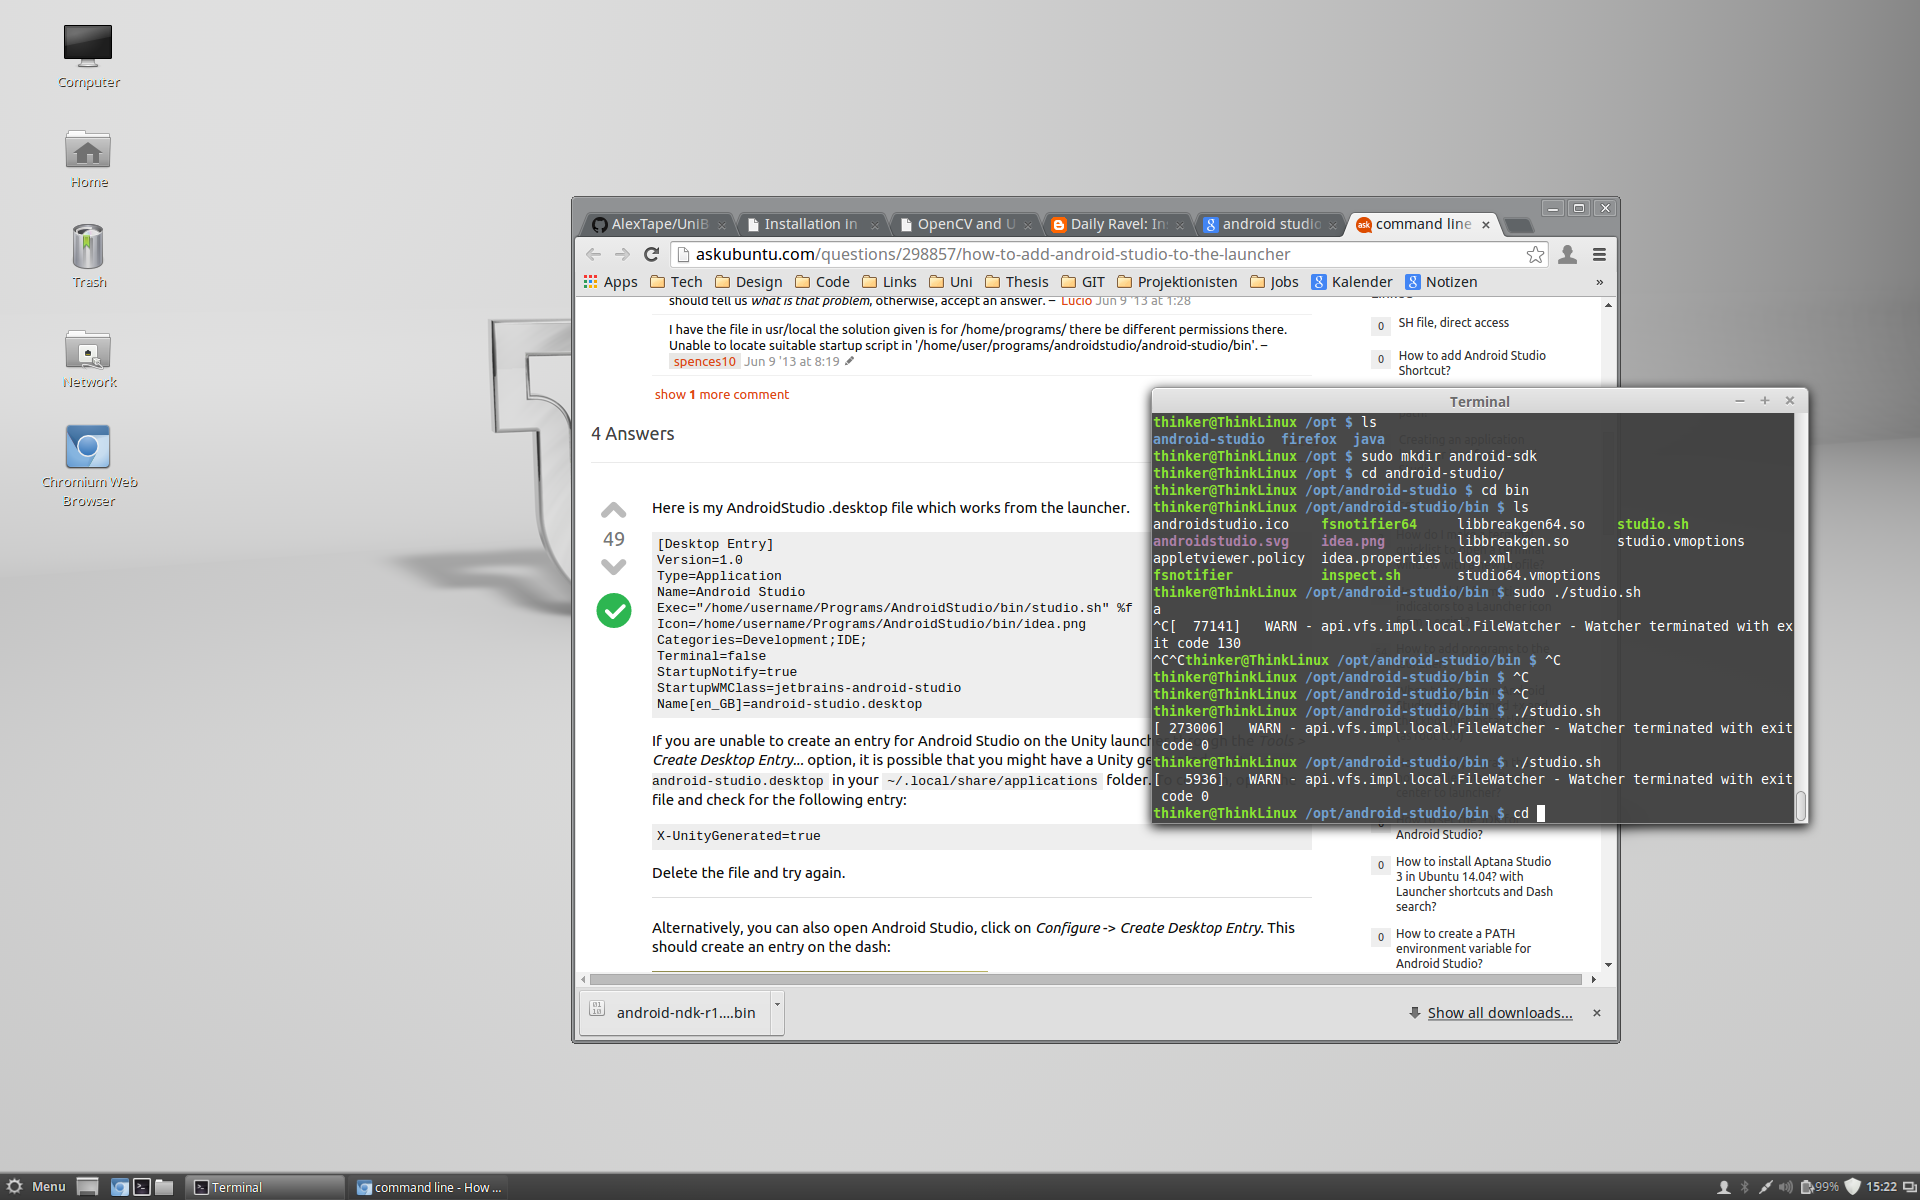 Computer
Home
Trash
Network
Chromium Web
Browser
AlexTape/UniB
Installation in
OpenCV and U
Daily Ravel: In
android studio
command line
askubuntu.com/questions/298857/how-to-add-android-studio-to-the-launcher
Apps Tech Design Code Links Uni Thesis GIT Projektionisten Jobs Kalender Notizen »
should tell us what is that problem, otherwise, accept an answer. – Lucio Jun 9 '13 at 1:28
I have the file in usr/local the solution given is for /home/programs/ there be different permissions there.
Unable to locate suitable startup script in '/home/user/programs/androidstudio/android-studio/bin'. –
spences10 Jun 9 '13 at 8:19
show 1 more comment
4 Answers
49
Here is my AndroidStudio .desktop file which works from the launcher.
[Desktop Entry]
Version=1.0
Type=Application
Name=Android Studio
Exec="/home/username/Programs/AndroidStudio/bin/studio.sh" %f
Icon=/home/username/Programs/AndroidStudio/bin/idea.png
Categories=Development;IDE;
Terminal=false
StartupNotify=true
StartupWMClass=jetbrains-android-studio
Name[en_GB]=android-studio.desktop
If you are unable to create an entry for Android Studio on the Unity launcher through the Tools >
Create Desktop Entry... option, it is possible that you might have a Unity ge
android-studio.desktop in your ~/.local/share/applications folder.
file and check for the following entry:
X-UnityGenerated=true
Delete the file and try again.
Alternatively, you can also open Android Studio, click on Configure -> Create Desktop Entry. This
should create an entry on the dash:
0 SH file, direct access
0 How to add Android Studio
Shortcut?
Terminal
thinker@ThinkLinux /opt $ ls
android-studio firefox java
thinker@ThinkLinux /opt $ sudo mkdir android-sdk
thinker@ThinkLinux /opt $ cd android-studio/
thinker@ThinkLinux /opt/android-studio $ cd bin
thinker@ThinkLinux /opt/android-studio/bin $ ls
androidstudio.ico fsnotifier64 libbreakgen64.so studio.sh
androidstudio.svg idea.png libbreakgen.so studio.vmoptions
appletviewer.policy idea.properties log.xml
fsnotifier inspect.sh studio64.vmoptions
thinker@ThinkLinux /opt/android-studio/bin $ sudo ./studio.sh
a
^C[ 77141] WARN - api.vfs.impl.local.FileWatcher - Watcher terminated with ex
it code 130
^C^Cthinker@ThinkLinux /opt/android-studio/bin $ ^C
thinker@ThinkLinux /opt/android-studio/bin $ ^C
thinker@ThinkLinux /opt/android-studio/bin $ ^C
thinker@ThinkLinux /opt/android-studio/bin $ ./studio.sh
[ 273006] WARN - api.vfs.impl.local.FileWatcher - Watcher terminated with exit
code 0
thinker@ThinkLinux /opt/android-studio/bin $ ./studio.sh
[ 5936] WARN - api.vfs.impl.local.FileWatcher - Watcher terminated with exit
code 0
thinker@ThinkLinux /opt/android-studio/bin $ cd
Android Studio?
0 How to install Aptana Studio
3 in Ubuntu 14.04? with
Launcher shortcuts and Dash
search?
0 How to create a PATH
environment variable for
Android Studio?
android-ndk-r1....bin
Show all downloads...
Menu
Terminal
command line - How ...
99%
15:22